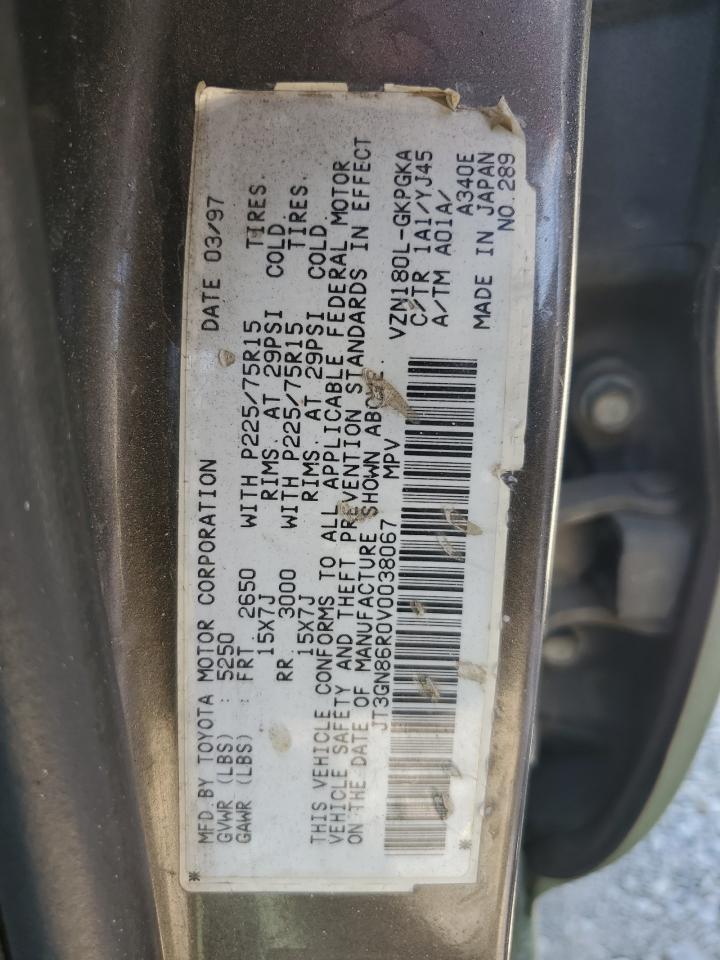 MFD. BY TOYOTA MOTOR CORPORATION DATE 03/97
GVWR (LBS) : 5250
GAWR (LBS) : FRT 2650 WITH P225/75R15 TIRES.
15X7J RIMS. AT 29PSI COLD.
RR 3000 WITH P225/75R15 TIRES.
15X7J RIMS. AT 29PSI COLD.
THIS VEHICLE CONFORMS TO ALL APPLICABLE FEDERAL MOTOR
VEHICLE SAFETY AND THEFT PREVENTION STANDARDS IN EFFECT
ON THE DATE OF MANUFACTURE SHOWN ABOVE.
JT3GN86R0V0038067 MPV VZN180L-GKPGKA
C/TR 1A1/YJ45
A/TM A01A/ A340E
MADE IN JAPAN
NO.289